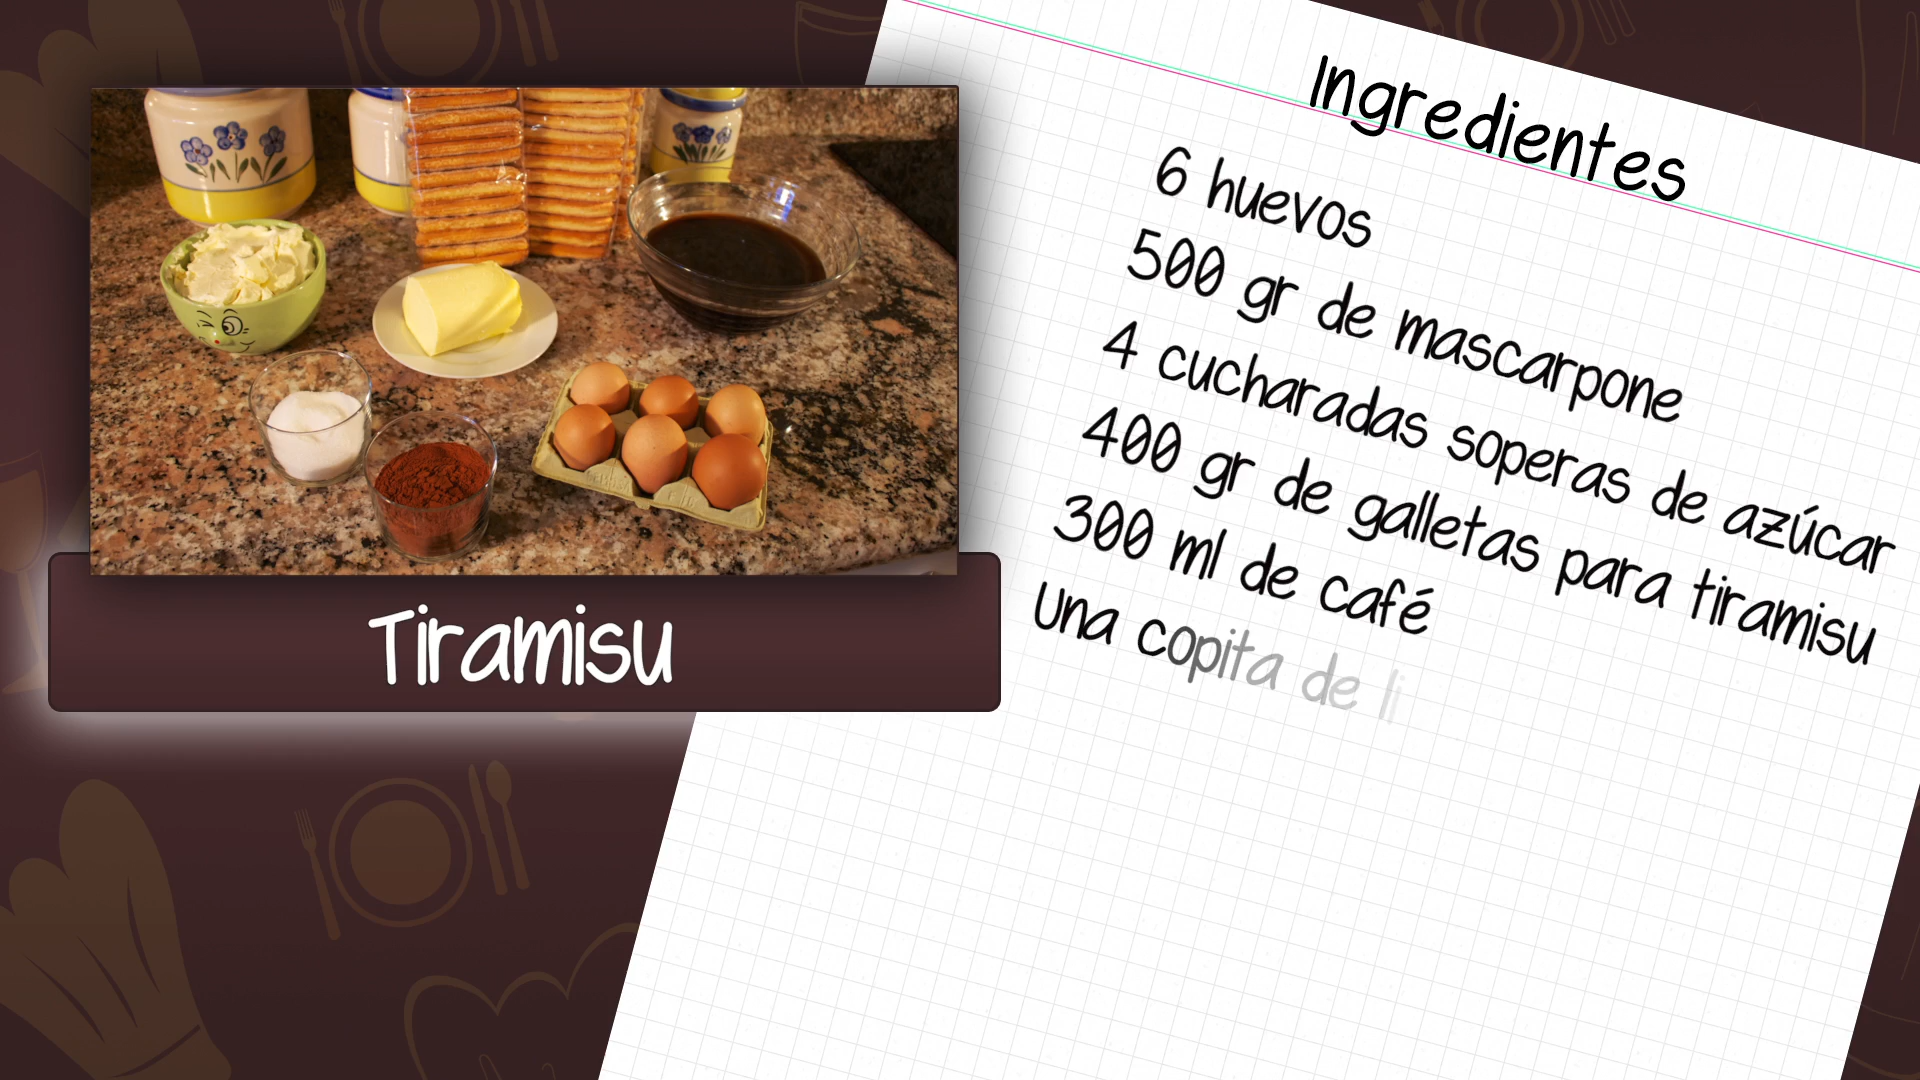 Ingredientes
6 huevos
500 gr de mascarpone
4 cucharadas soperas de azúcar
400 gr de galletas para tiramisu
300 ml de café
Una copita de li
Tiramisu